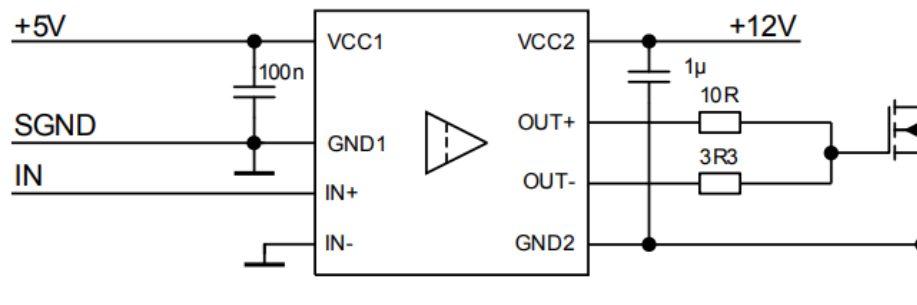 +5V
VCC1
VCC2
+12V
100n
1µ
10R
SGND
OUT+
GND1
3R3
IN
IN+
OUT-
IN-
GND2